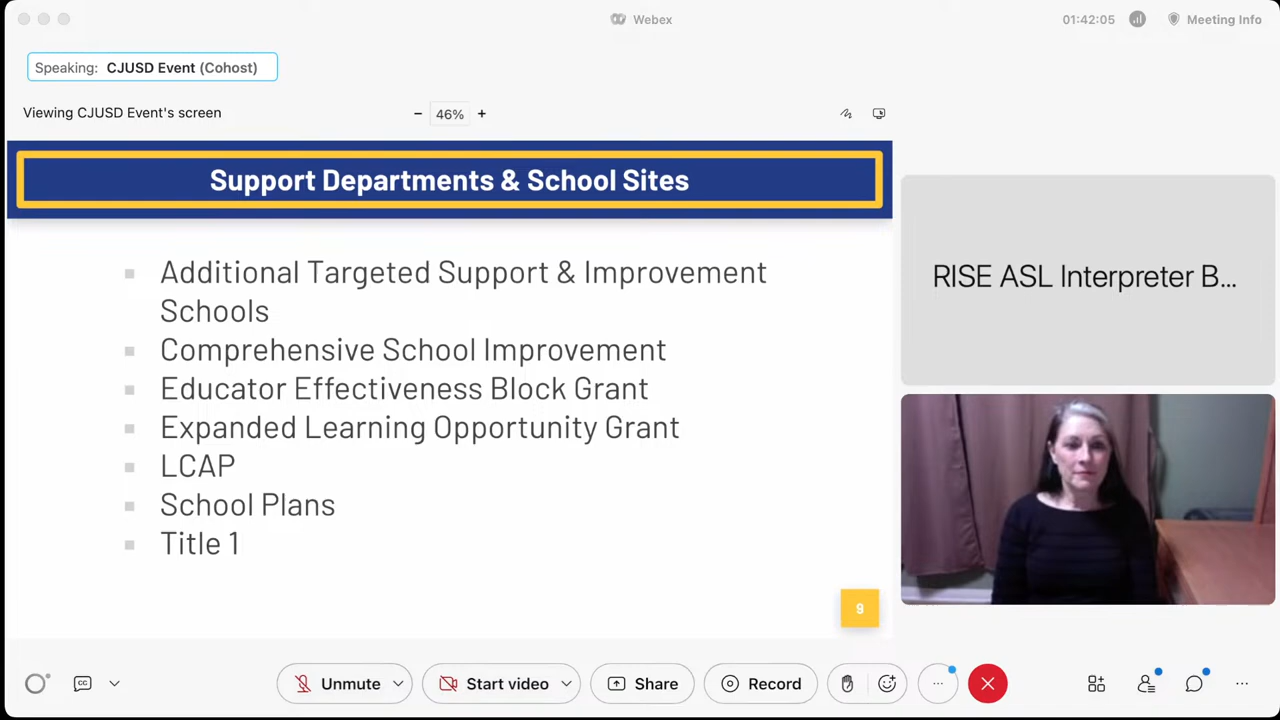 Webex
01:42:05
Meeting Info
Speaking: CJUSD Event (Cohost)
Viewing CJUSD Event's screen
− 46% +
Support Departments & School Sites
Additional Targeted Support & Improvement
Schools
Comprehensive School Improvement
Educator Effectiveness Block Grant
Expanded Learning Opportunity Grant
LCAP
School Plans
Title 1
9
RISE ASL Interpreter B...
CC
Unmute
Start video
Share
Record